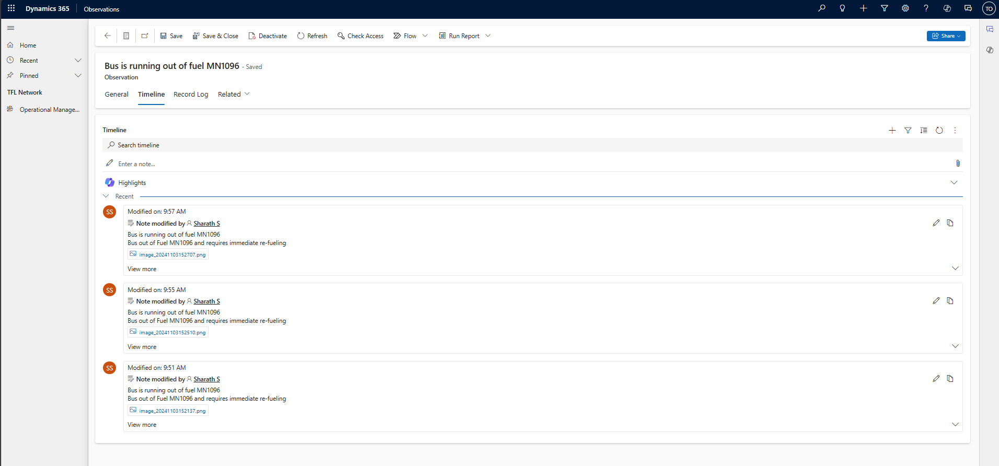 Dynamics 365 Observations
TO
Home
Recent
Pinned
TFL Network
Operational Manage...
Save Save & Close Deactivate Refresh Check Access Flow Run Report Share
Bus is running out of fuel MN1096 - Saved
Observation
General Timeline Record Log Related
Timeline
Search timeline
Enter a note...
Highlights
Recent
SS Modified on: 9:57 AM
Note modified by Sharath S
Bus is running out of fuel MN1096
Bus out of Fuel MN1096 and requires immediate re-fueling
image_20241103152707.png
View more
SS Modified on: 9:55 AM
Note modified by Sharath S
Bus is running out of fuel MN1096
Bus out of Fuel MN1096 and requires immediate re-fueling
image_20241103152510.png
View more
SS Modified on: 9:51 AM
Note modified by Sharath S
Bus is running out of fuel MN1096
Bus out of Fuel MN1096 and requires immediate re-fueling
image_20241103152137.png
View more